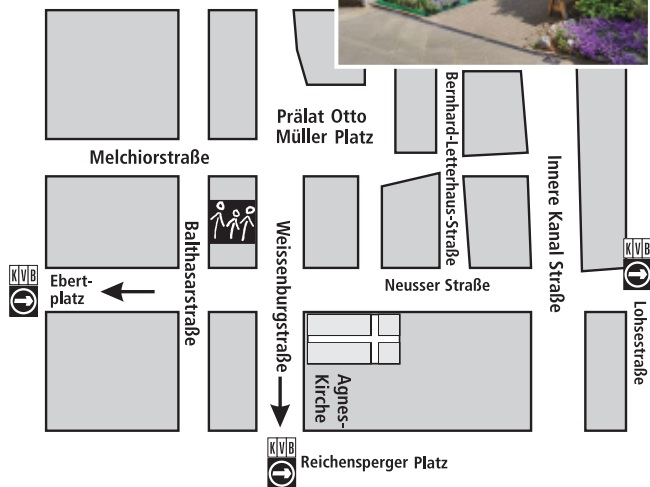 Prälat Otto
Müller Platz
Bernhard-Letterhaus-Straße
Melchiorstraße
Innere Kanal Straße
Balthasarstraße
Weissenburgstraße
KVB
Ebert-
platz
Neusser Straße
KVB
Lohsestraße
Agnes-
Kirche
KVB
Reichensperger Platz